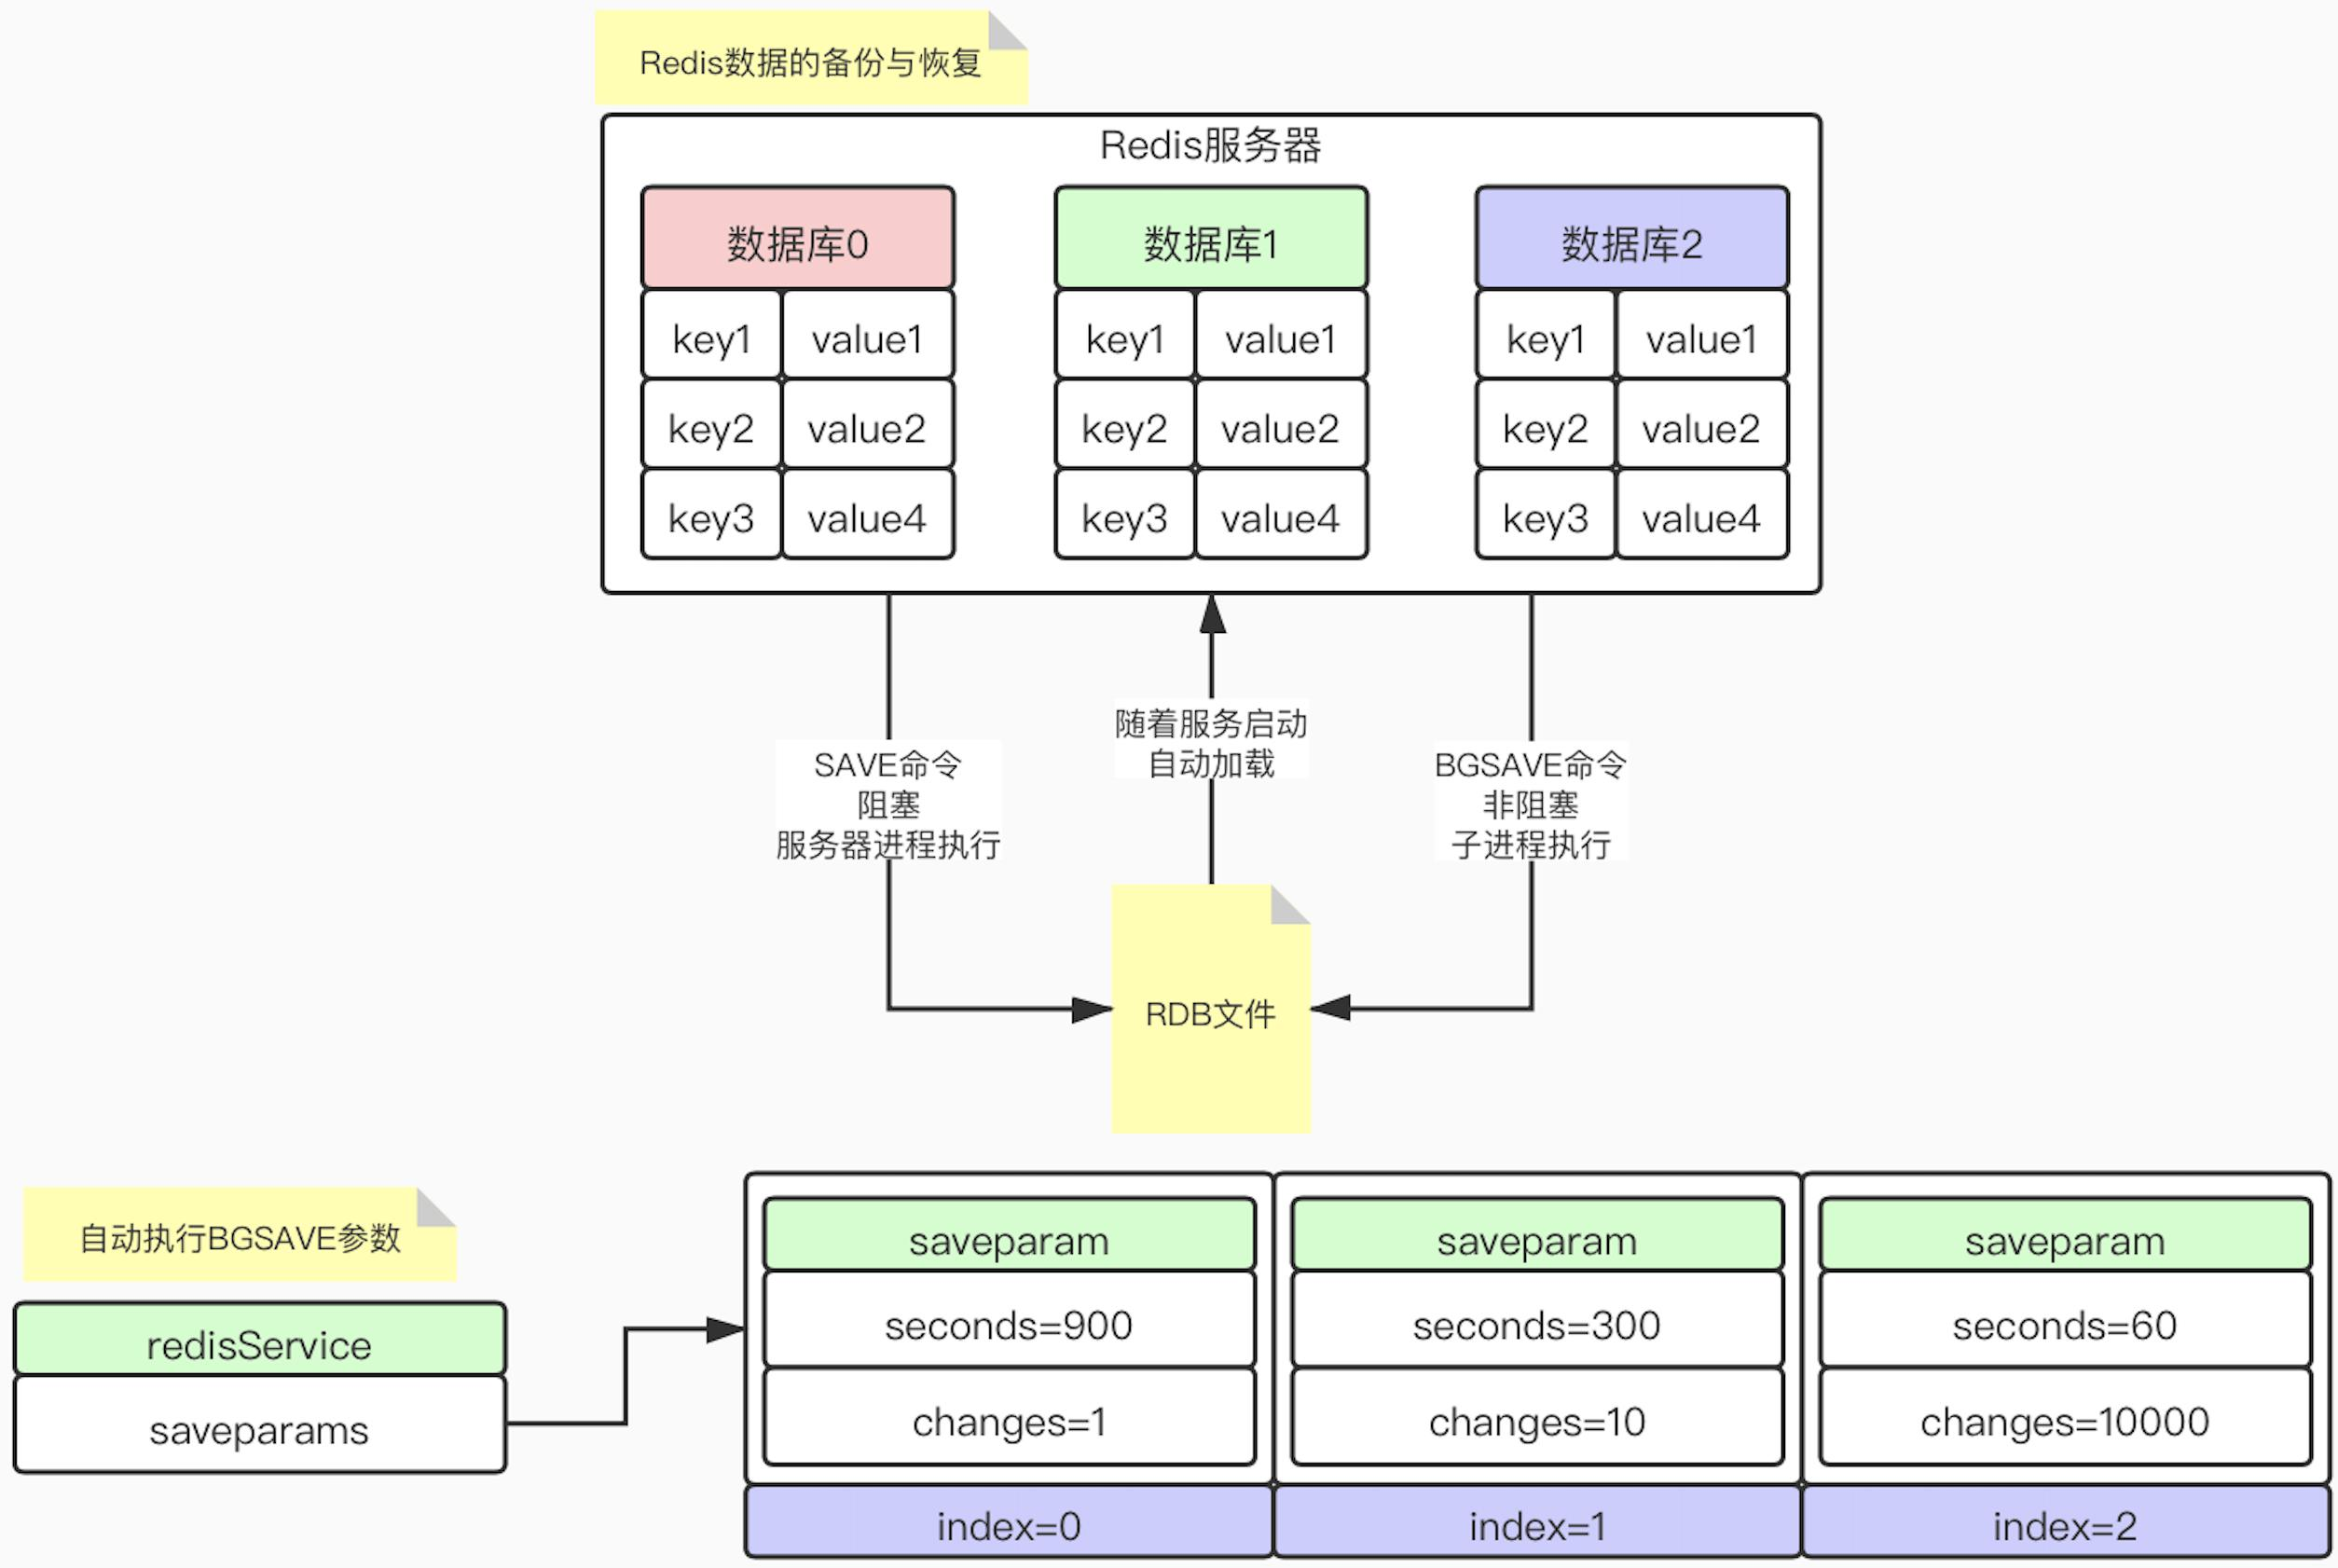 Redis数据的备份与恢复
Redis服务器
数据库0
数据库1
数据库2
key1 value1
key1 value1
key1 value1
key2 value2
key2 value2
key2 value2
key3 value4
key3 value4
key3 value4
SAVE命令
阻塞
服务器进程执行
随着服务启动
自动加载
BGSAVE命令
非阻塞
子进程执行
RDB文件
自动执行BGSAVE参数
redisService
saveparams
saveparam
seconds=900
changes=1
index=0
saveparam
seconds=300
changes=10
index=1
saveparam
seconds=60
changes=10000
index=2